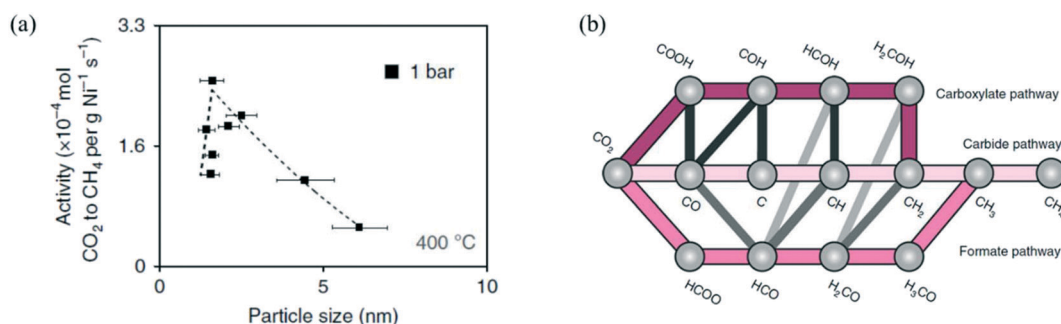 (a)
3.3
1.6
0
Activity (×10⁻⁴ mol
CO₂ to CH₄ per g Ni⁻¹ s⁻¹)
1 bar
400 °C
0
5
10
Particle size (nm)
(b)
COOH
COH
HCOH
H₂COH
Carboxylate pathway
CO₂
Carbide pathway
CO
C
CH
CH₂
CH₃
Formate pathway
HCOO
HCO
H₂CO
H₃CO